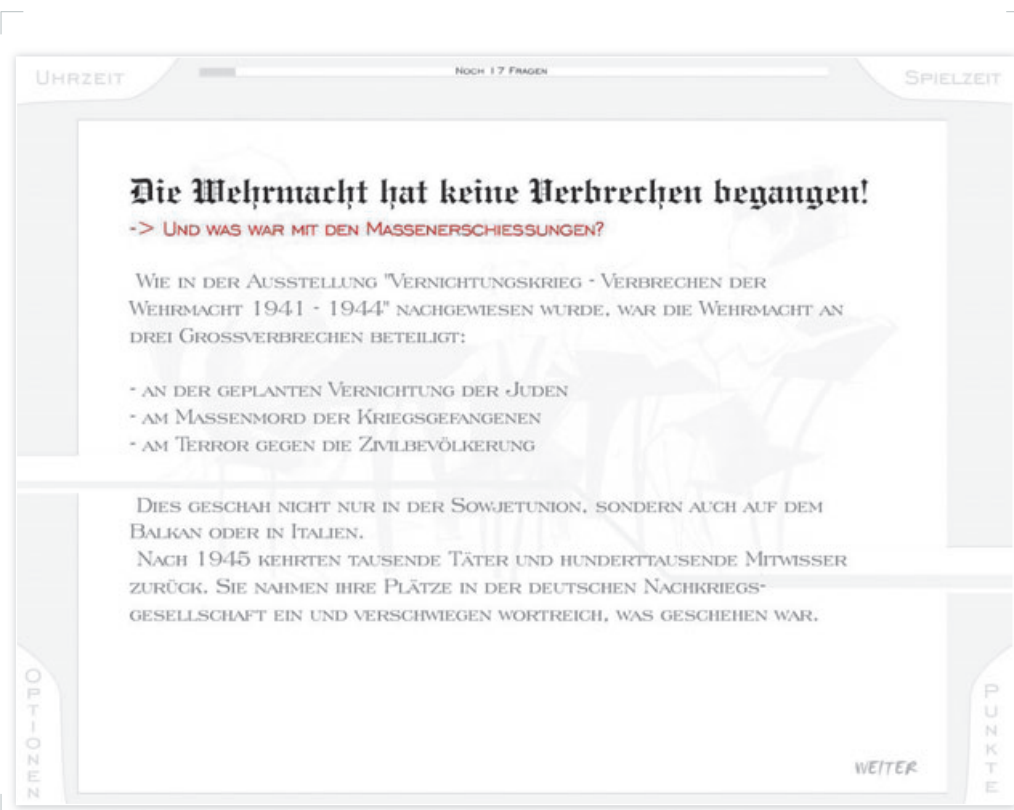 Uhrzeit
Noch 17 Fragen
Spielzeit
Die Wehrmacht hat keine Verbrechen begangen!
-> Und was war mit den Massenerschiessungen?
Wie in der Ausstellung "Vernichtungskrieg - Verbrechen der
Wehrmacht 1941 - 1944" nachgewiesen wurde, war die Wehrmacht an
drei Grossverbrechen beteiligt:
- an der geplanten Vernichtung der Juden
- am Massenmord der Kriegsgefangenen
- am Terror gegen die Zivilbevölkerung
Dies geschah nicht nur in der Sowjetunion, sondern auch auf dem
Balkan oder in Italien.
Nach 1945 kehrten tausende Täter und hunderttausende Mitwisser
zurück. Sie nahmen ihre Plätze in der deutschen Nachkriegs-
gesellschaft ein und verschwiegen wortreich, was geschehen war.
Optionen
Punkte
WEITER